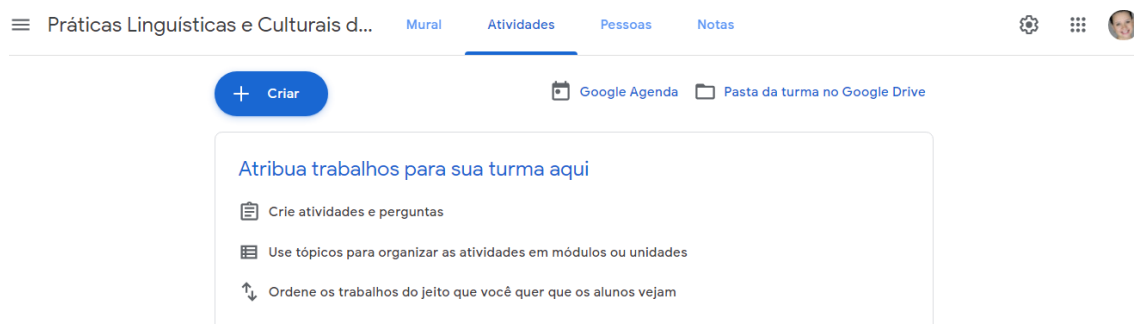 Práticas Linguísticas e Culturais d... Mural Atividades Pessoas Notas
Criar Google Agenda Pasta da turma no Google Drive
Atribua trabalhos para sua turma aqui
Crie atividades e perguntas
Use tópicos para organizar as atividades em módulos ou unidades
Ordene os trabalhos do jeito que você quer que os alunos vejam